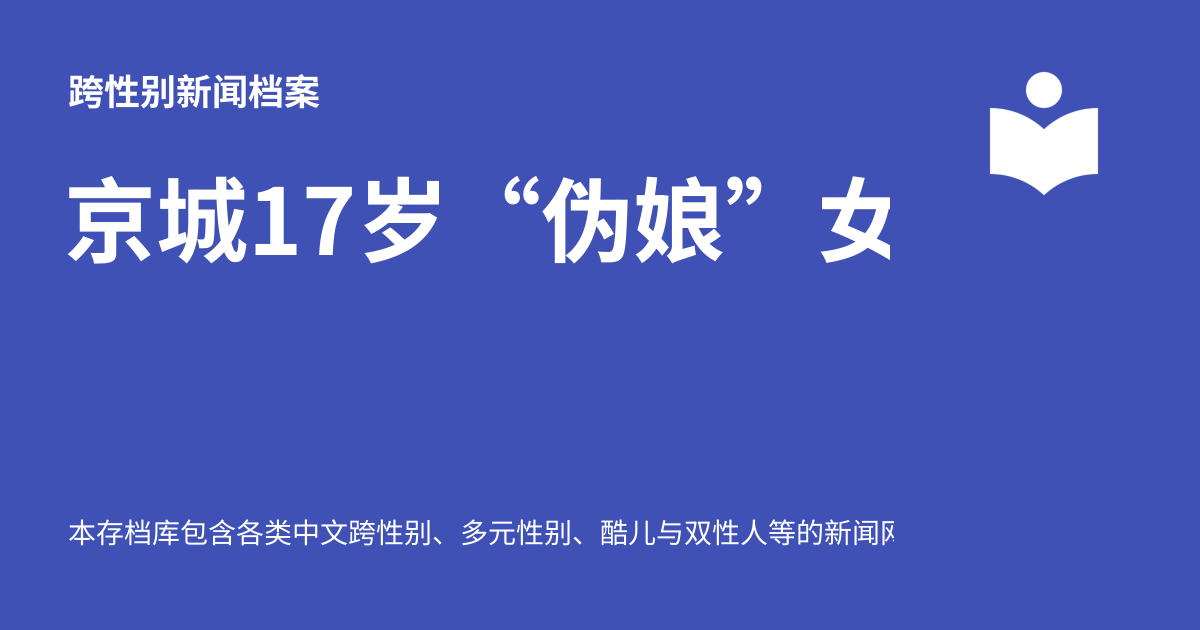 跨性别新闻档案
京城17岁“伪娘”女
本存档库包含各类中文跨性别、多元性别、酷儿与双性人等的新闻网